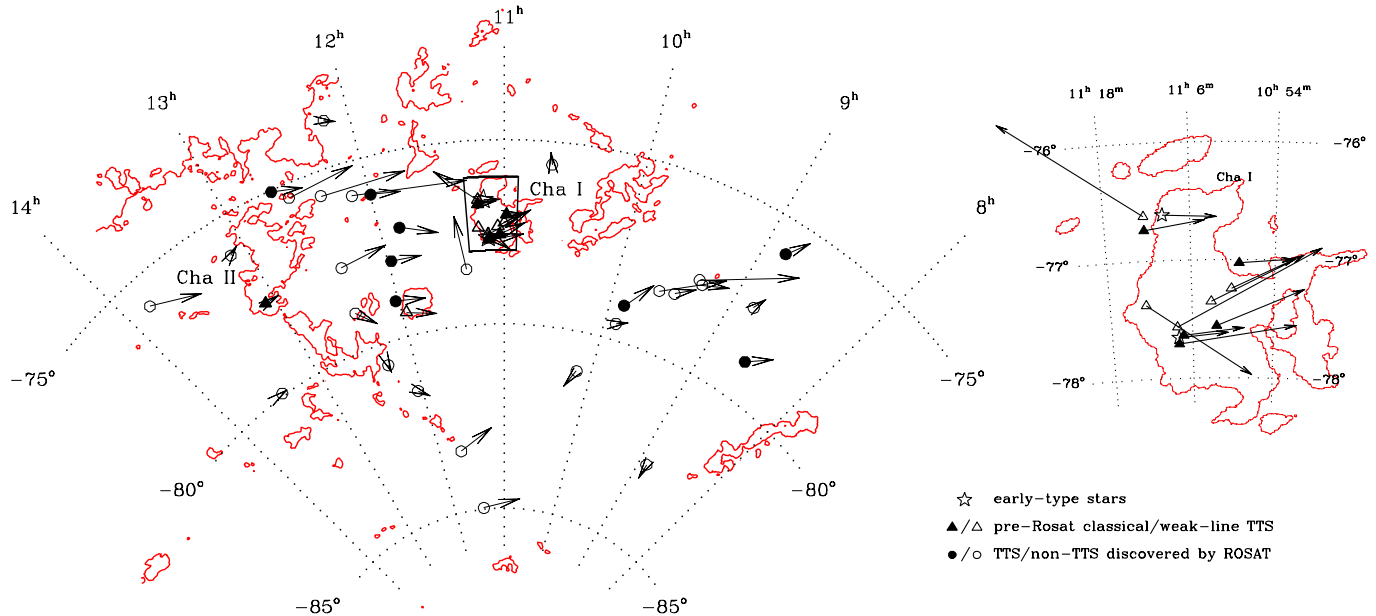 11ʰ
12ʰ
10ʰ
13ʰ
9ʰ
14ʰ
8ʰ
Cha I
Cha II
-75°
-75°
-80°
-80°
-85°
-85°
11ʰ 18ᵐ
11ʰ 6ᵐ
10ʰ 54ᵐ
-76°
-76°
Cha I
-77°
-77°
-78°
-78°
early-type stars
/ pre-Rosat classical/weak-line TTS
/ TTS/non-TTS discovered by ROSAT